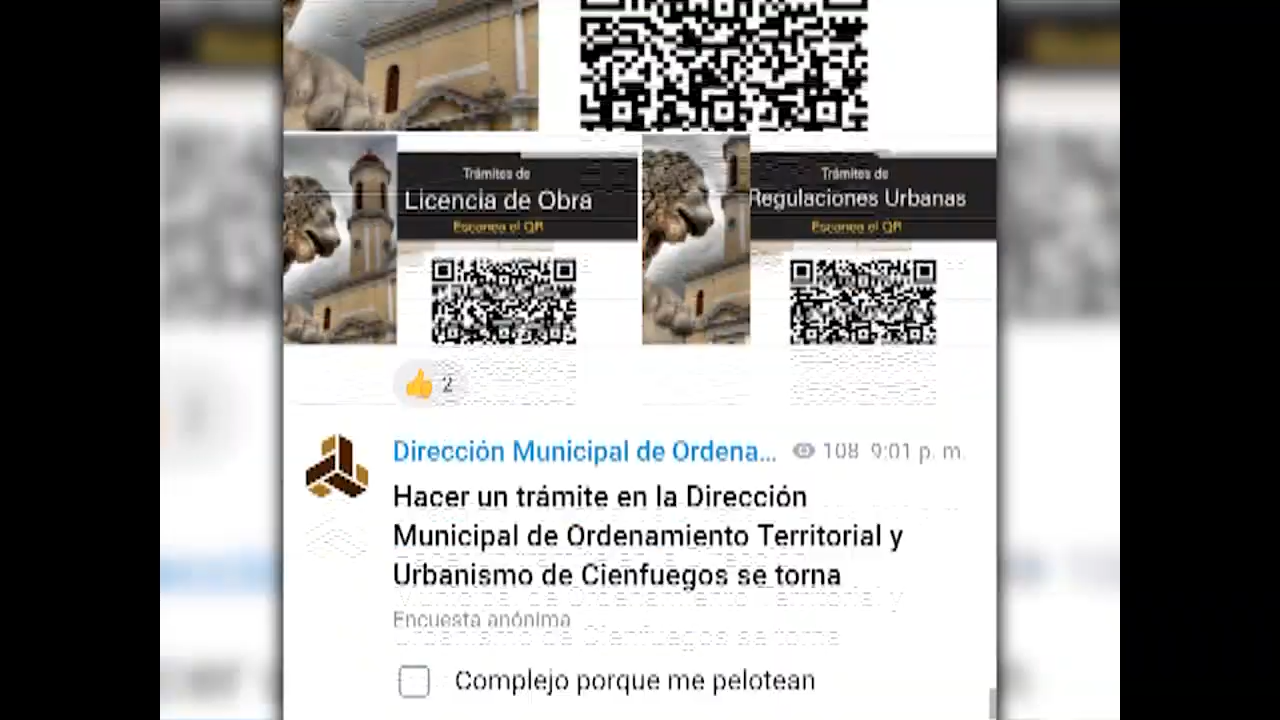 Trámites de
Licencia de Obra
Escanea el QR
Trámites de
Regulaciones Urbanas
Escanea el QR
👍 2
Dirección Municipal de Ordena... 108 9:01 p. m.
Hacer un trámite en la Dirección
Municipal de Ordenamiento Territorial y
Urbanismo de Cienfuegos se torna
Encuesta anónima
Complejo porque me pelotean